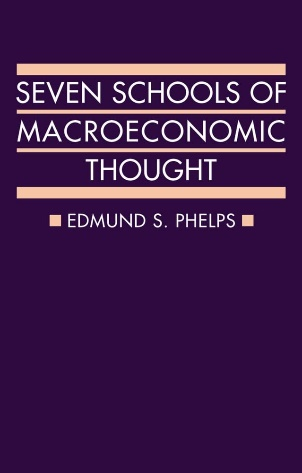 SEVEN SCHOOLS OF
MACROECONOMIC
THOUGHT
EDMUND S. PHELPS